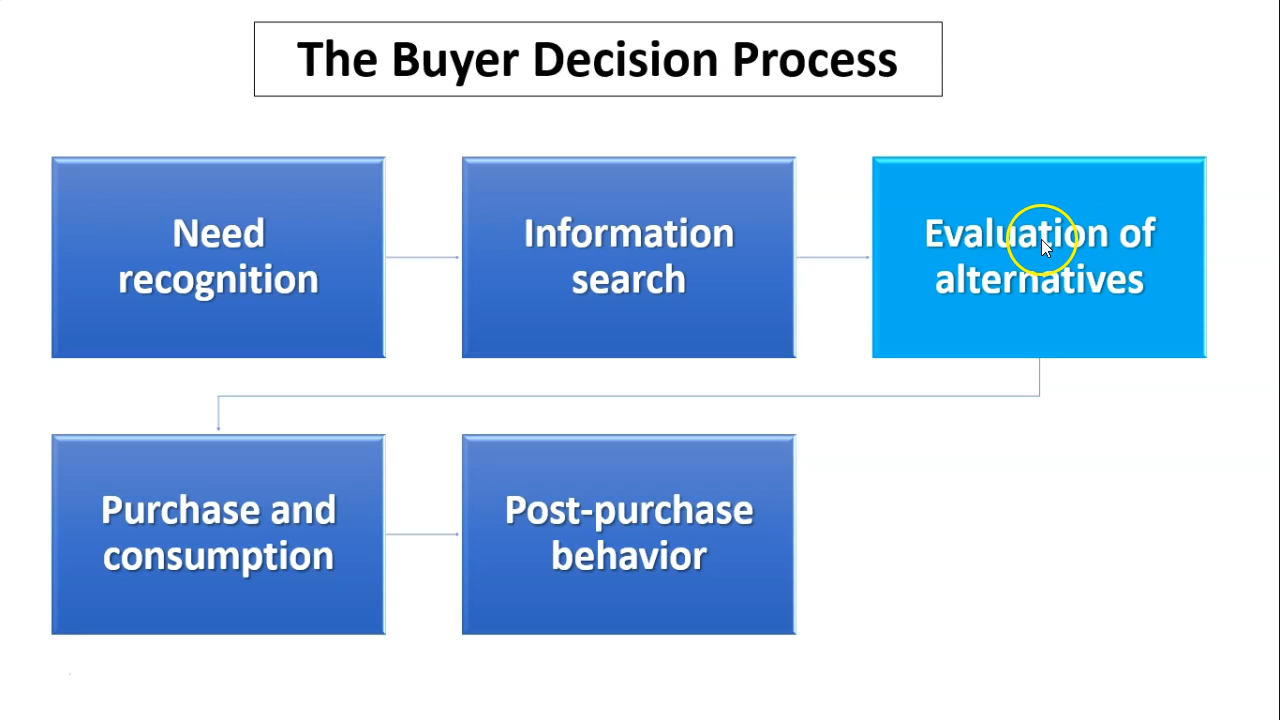 The Buyer Decision Process
Need
recognition
Information
search
Evaluation of
alternatives
Purchase and
consumption
Post-purchase
behavior